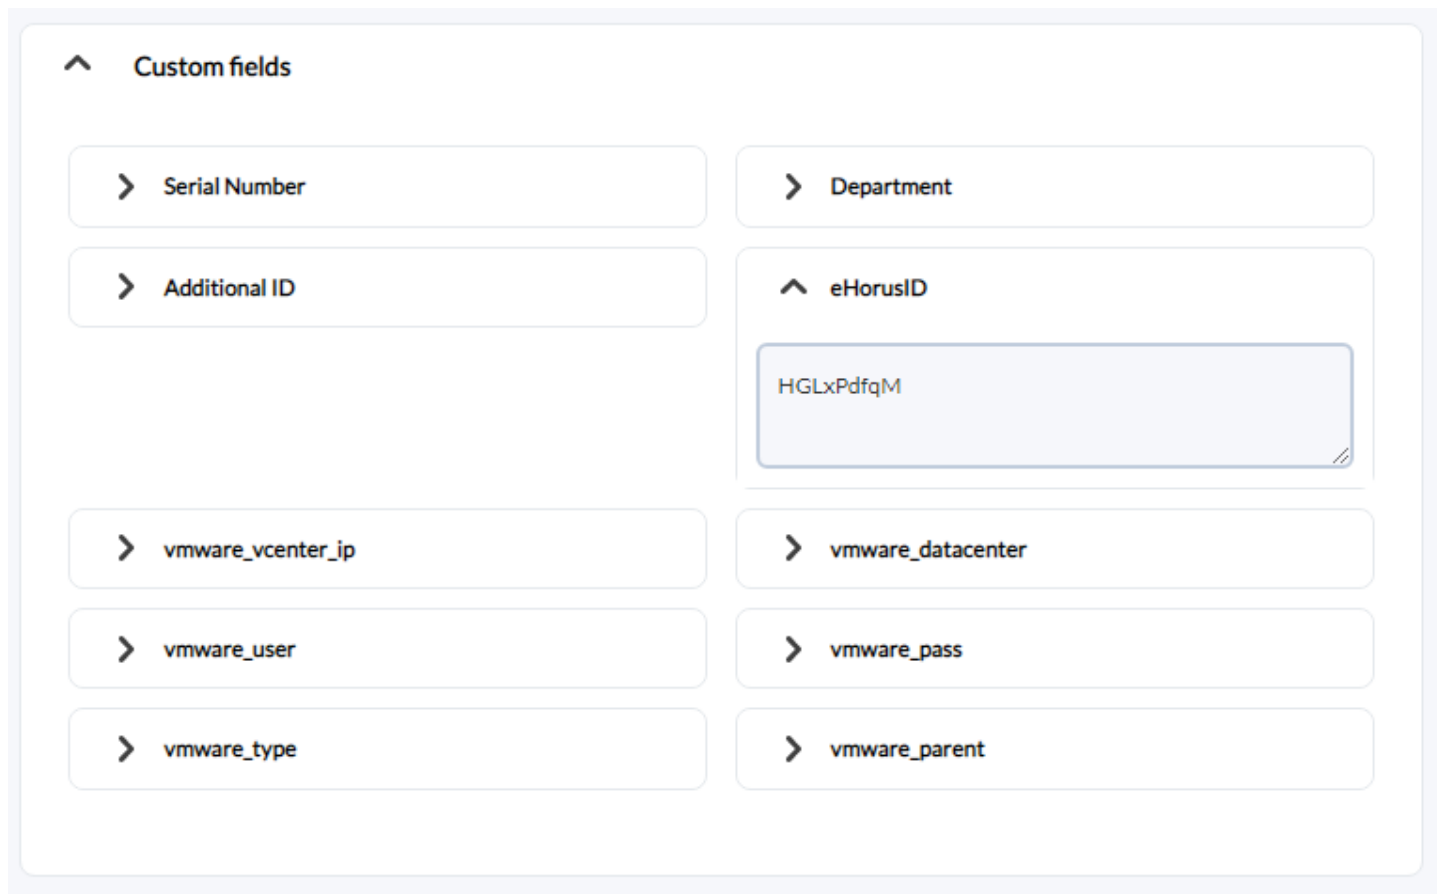 Custom fields
Serial Number
Department
Additional ID
eHorusID
HGLxPdfqM
vmware_vcenter_ip
vmware_datacenter
vmware_user
vmware_pass
vmware_type
vmware_parent